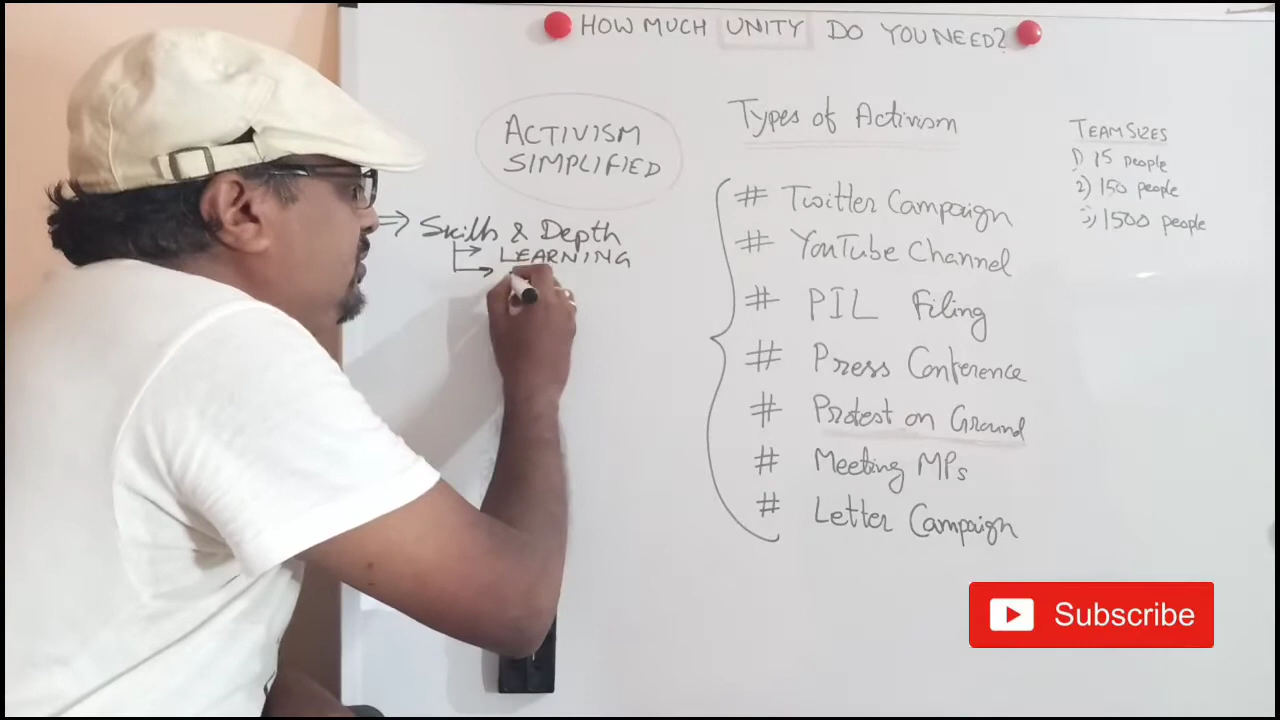 HOW MUCH UNITY DO YOU NEED?
ACTIVISM
SIMPLIFIED
⇒ Skills & Depth
→ LEARNING
Types of Activism
# Twitter Campaign
# YouTube Channel
# PIL Filing
# Press Conference
# Protest on Ground
# Meeting MPs
# Letter Campaign
TEAM SIZES
1) 15 people
2) 150 people
3) 1500 people
Subscribe